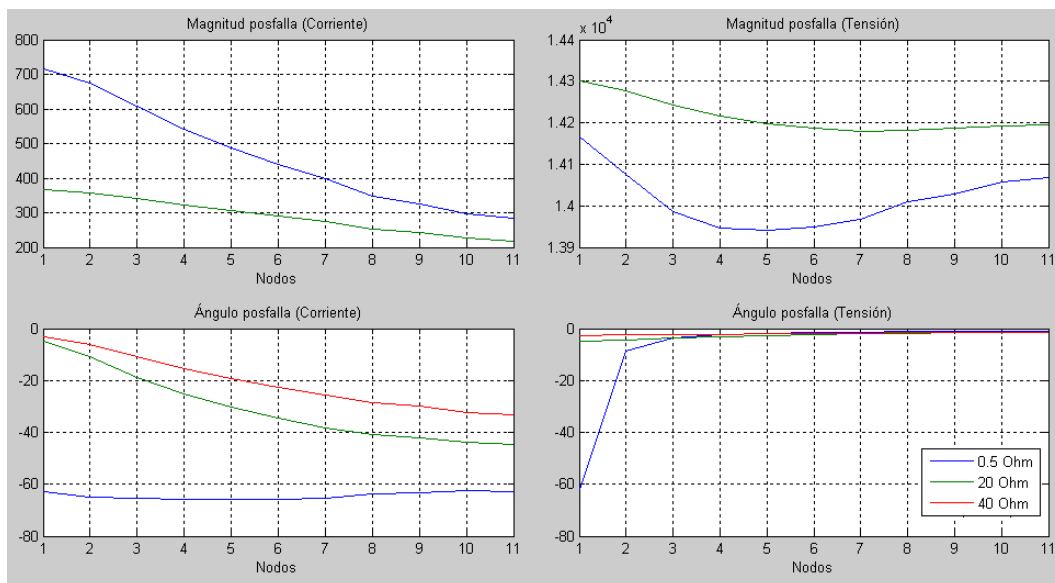 Magnitud posfalla (Corriente)
800
700
600
500
400
300
200
1 2 3 4 5 6 7 8 9 10 11
Nodos
Magnitud posfalla (Tensión)
x 10^4
1.44
1.43
1.42
1.41
1.4
1.39
1 2 3 4 5 6 7 8 9 10 11
Nodos
Ángulo posfalla (Corriente)
0
-20
-40
-60
-80
1 2 3 4 5 6 7 8 9 10 11
Nodos
Ángulo posfalla (Tensión)
0
-20
-40
-60
-80
0.5 Ohm
20 Ohm
40 Ohm
1 2 3 4 5 6 7 8 9 10 11
Nodos